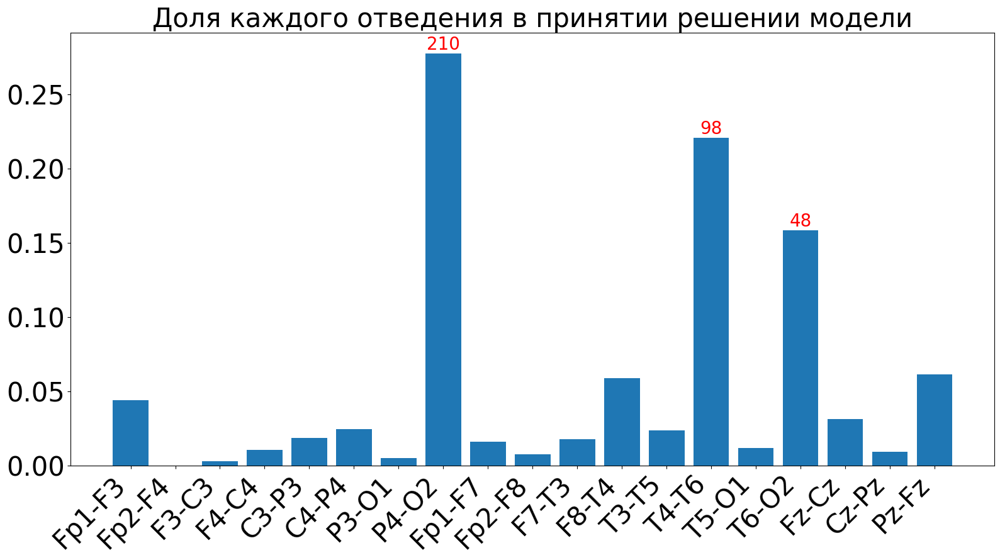 Доля каждого отведения в принятии решении модели
210
98
48
0.25
0.20
0.15
0.10
0.05
0.00
Fp1-F3
Fp2-F4
F3-C3
F4-C4
C3-P3
C4-P4
P3-O1
P4-O2
Fp1-F7
Fp2-F8
F7-T3
F8-T4
T3-T5
T4-T6
T5-O1
T6-O2
Fz-Cz
Cz-Pz
Pz-Fz